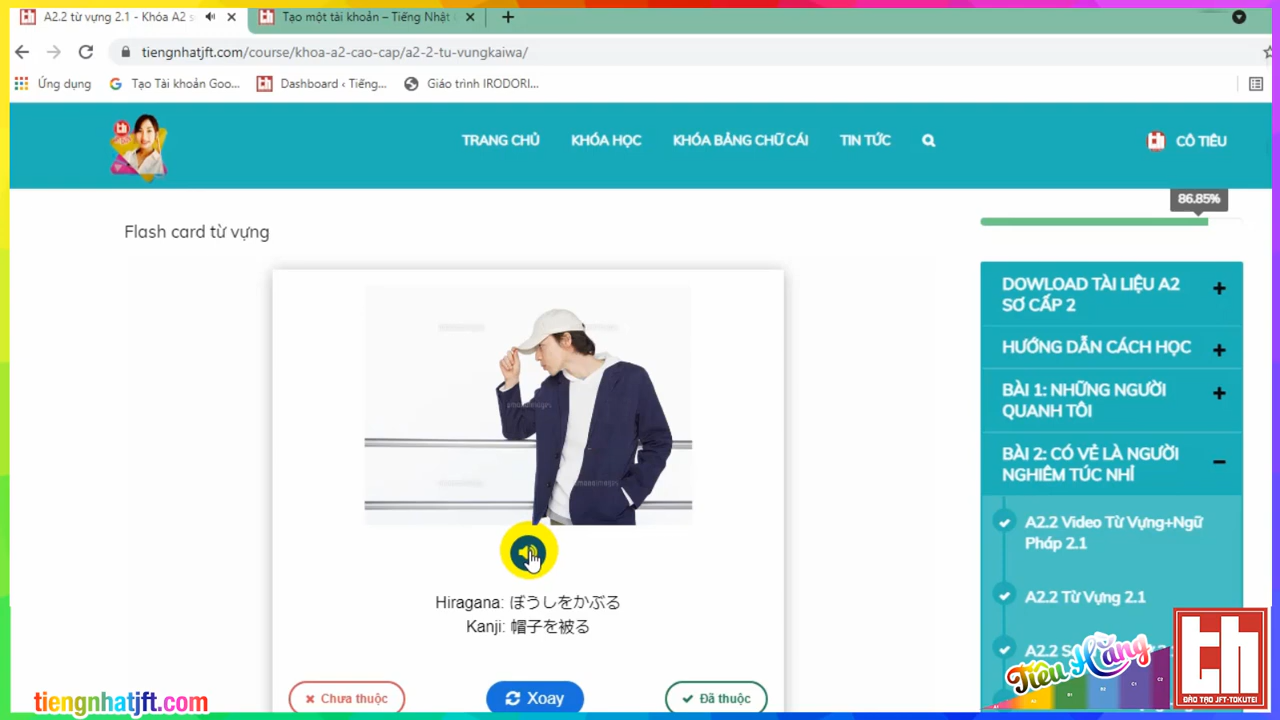 A2.2 từ vựng 2.1 - Khóa A2 s
Tạo một tài khoản – Tiếng Nhật
tiengnhatjft.com/course/khoa-a2-cao-cap/a2-2-tu-vungkaiwa/
Ứng dụng
Tạo Tài khoản Goo...
Dashboard ‹ Tiếng...
Giáo trình IRODORI...
TRANG CHỦ
KHÓA HỌC
KHÓA BẢNG CHỮ CÁI
TIN TỨC
CÔ TIÊU
86.85%
Flash card từ vựng
Hiragana: ぼうしをかぶる
Kanji: 帽子を被る
Chưa thuộc
Xoay
Đã thuộc
DOWLOAD TÀI LIỆU A2
SƠ CẤP 2
HƯỚNG DẪN CÁCH HỌC
BÀI 1: NHỮNG NGƯỜI
QUANH TÔI
BÀI 2: CÓ VẺ LÀ NGƯỜI
NGHIÊM TÚC NHỈ
A2.2 Video Từ Vựng+Ngữ
Pháp 2.1
A2.2 Từ Vựng 2.1
A2.2
Tiêu Hằng
th
ĐÀO TẠO JFT-TOKUTEI
tiengnhatjft.com